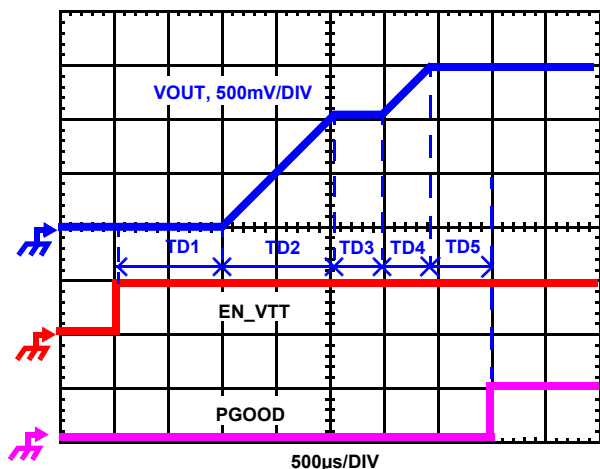 VOUT, 500mV/DIV
TD1 TD2 TD3 TD4 TD5
EN_VTT
PGOOD
500µs/DIV